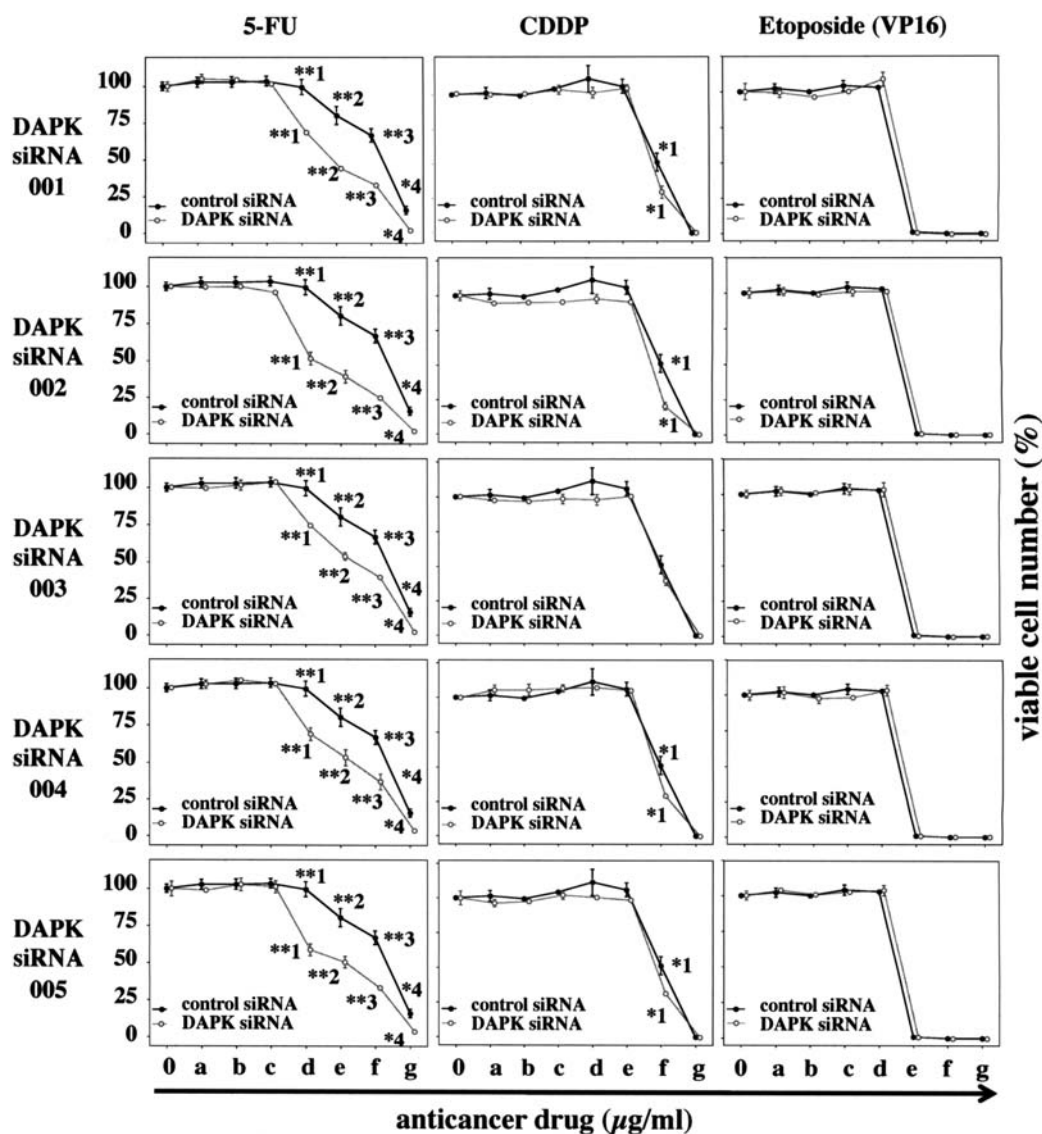 5-FU CDDP Etoposide (VP16)
DAPK
siRNA
001
100
75
50
25
0
**1
**2
**3
*4
**1
**2
**3
*4
control siRNA
DAPK siRNA
*1
*1
control siRNA
DAPK siRNA
control siRNA
DAPK siRNA
DAPK
siRNA
002
100
75
50
25
0
**1
**2
**3
*4
**1
**2
**3
*4
control siRNA
DAPK siRNA
*1
*1
control siRNA
DAPK siRNA
control siRNA
DAPK siRNA
DAPK
siRNA
003
100
75
50
25
0
**1
**2
**3
*4
**1
**2
**3
*4
control siRNA
DAPK siRNA
control siRNA
DAPK siRNA
control siRNA
DAPK siRNA
DAPK
siRNA
004
100
75
50
25
0
**1
**2
**3
*4
**1
**2
**3
*4
control siRNA
DAPK siRNA
*1
*1
control siRNA
DAPK siRNA
control siRNA
DAPK siRNA
DAPK
siRNA
005
100
75
50
25
0
**1
**2
**3
*4
**1
**2
**3
*4
control siRNA
DAPK siRNA
*1
*1
control siRNA
DAPK siRNA
control siRNA
DAPK siRNA
0 a b c d e f g 0 a b c d e f g 0 a b c d e f g
anticancer drug (µg/ml)
viable cell number (%)